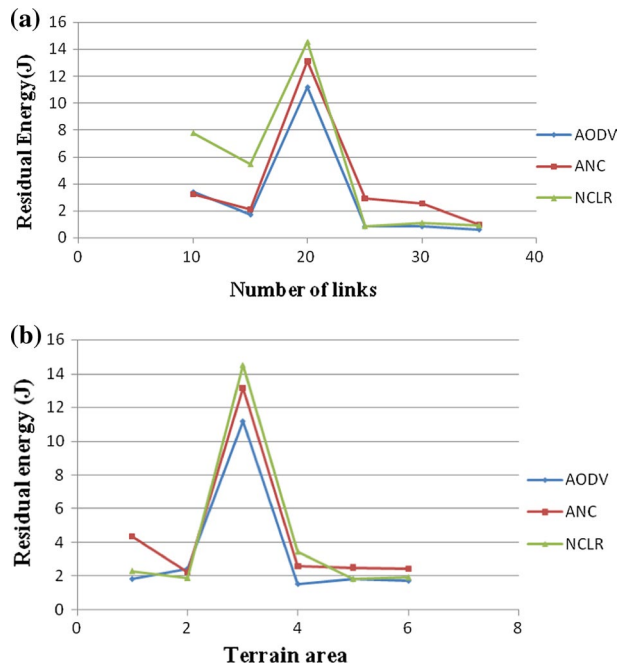 (a)
Residual Energy(J)
16
14
12
10
8
6
4
2
0
0
10
20
30
40
Number of links
AODV
ANC
NCLR
(b)
Residual energy (J)
16
14
12
10
8
6
4
2
0
0
2
4
6
8
Terrain area
AODV
ANC
NCLR